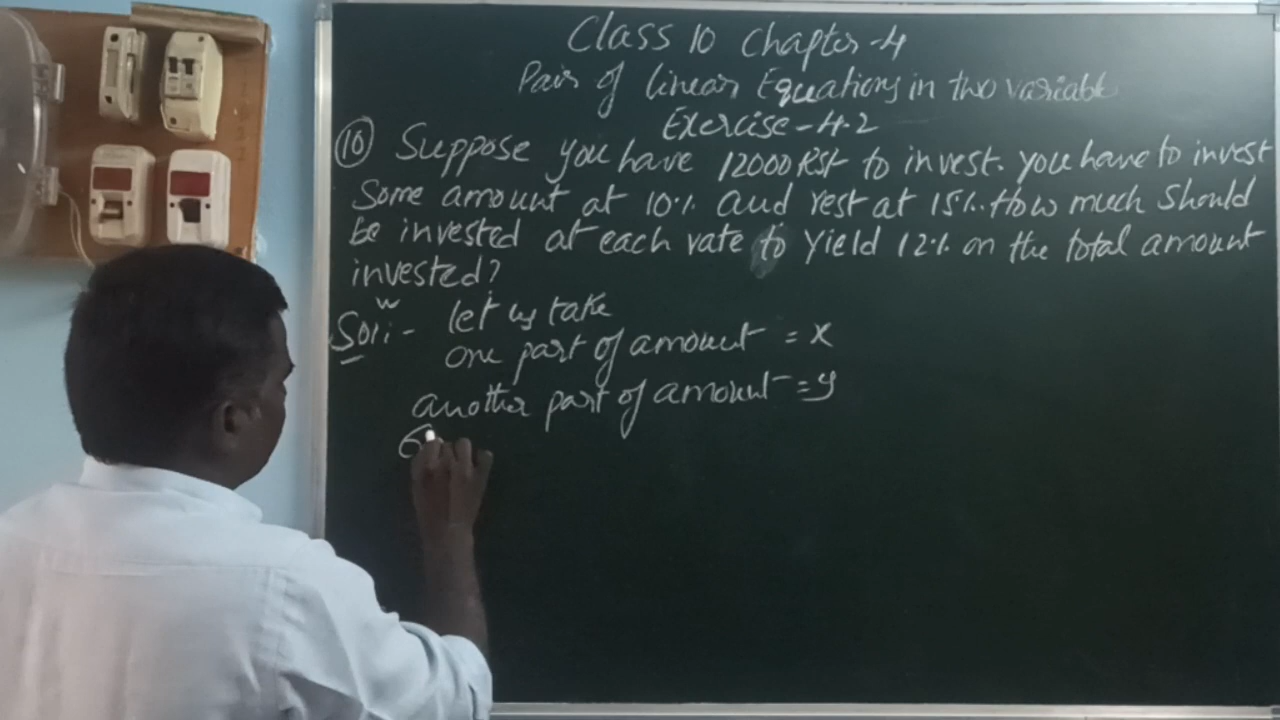 Class 10 Chapter-4
Pair of linear Equations in two variable
Exercise-4.2
10 Suppose you have 12000 RS/- to invest. you have to invest
Some amount at 10%. and rest at 15%. How much should
be invested at each rate to yield 12%. on the total amount
invested?
Sol:- let us take
one part of amount = x
another part of amount = y